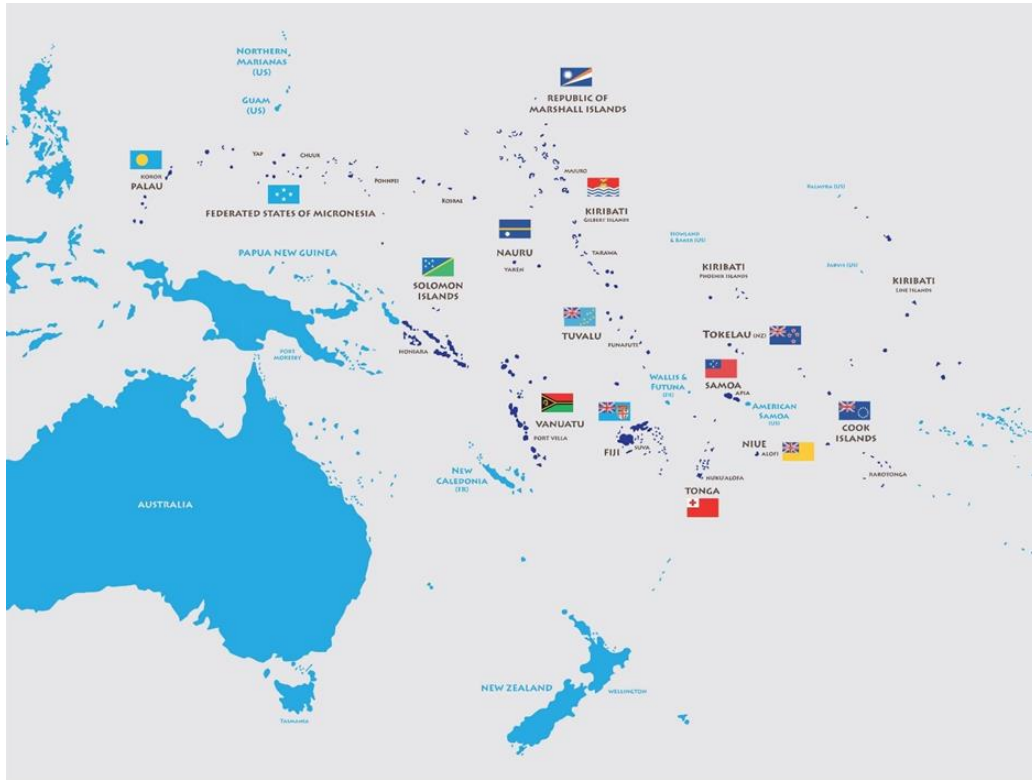 NORTHERN
MARIANAS
(US)
GUAM
(US)
REPUBLIC OF
MARSHALL ISLANDS
YAP
CHUUK
KOROR
PALAU
POHNPEI
MAJURO
KOSRAE
FEDERATED STATES OF MICRONESIA
KIRIBATI
GILBERT ISLANDS
PALMYRA (US)
HOWLAND
& BAKER (US)
PAPUA NEW GUINEA
NAURU
YAREN
TARAWA
JARVIS (US)
KIRIBATI
PHOENIX ISLANDS
KIRIBATI
LINE ISLANDS
SOLOMON
ISLANDS
TUVALU
FUNAFUTI
TOKELAU (NZ)
HONIARA
PORT
MORESBY
WALLIS &
FUTUNA
(FR)
SAMOA
APIA
AMERICAN
SAMOA
(US)
COOK
ISLANDS
VANUATU
PORT VILLA
FIJI
SUVA
NIUE
ALOFI
NEW
CALEDONIA
(FR)
RAROTONGA
NUKU'ALOFA
TONGA
AUSTRALIA
NEW ZEALAND
WELLINGTON
TASMANIA